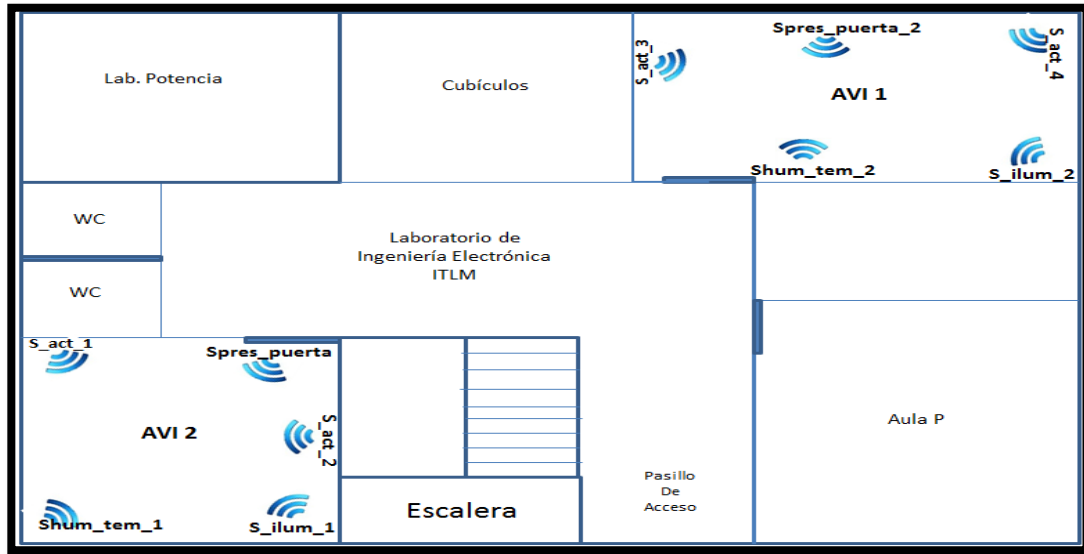 Lab. Potencia
Cubículos
S_act_3
Spres_puerta_2
S_act_4
AVI 1
Shum_tem_2
S_ilum_2
WC
WC
Laboratorio de
Ingeniería Electrónica
ITLM
S_act_1
Spres_puerta
AVI 2
S_act_2
Shum_tem_1
S_ilum_1
Escalera
Pasillo
De
Acceso
Aula P